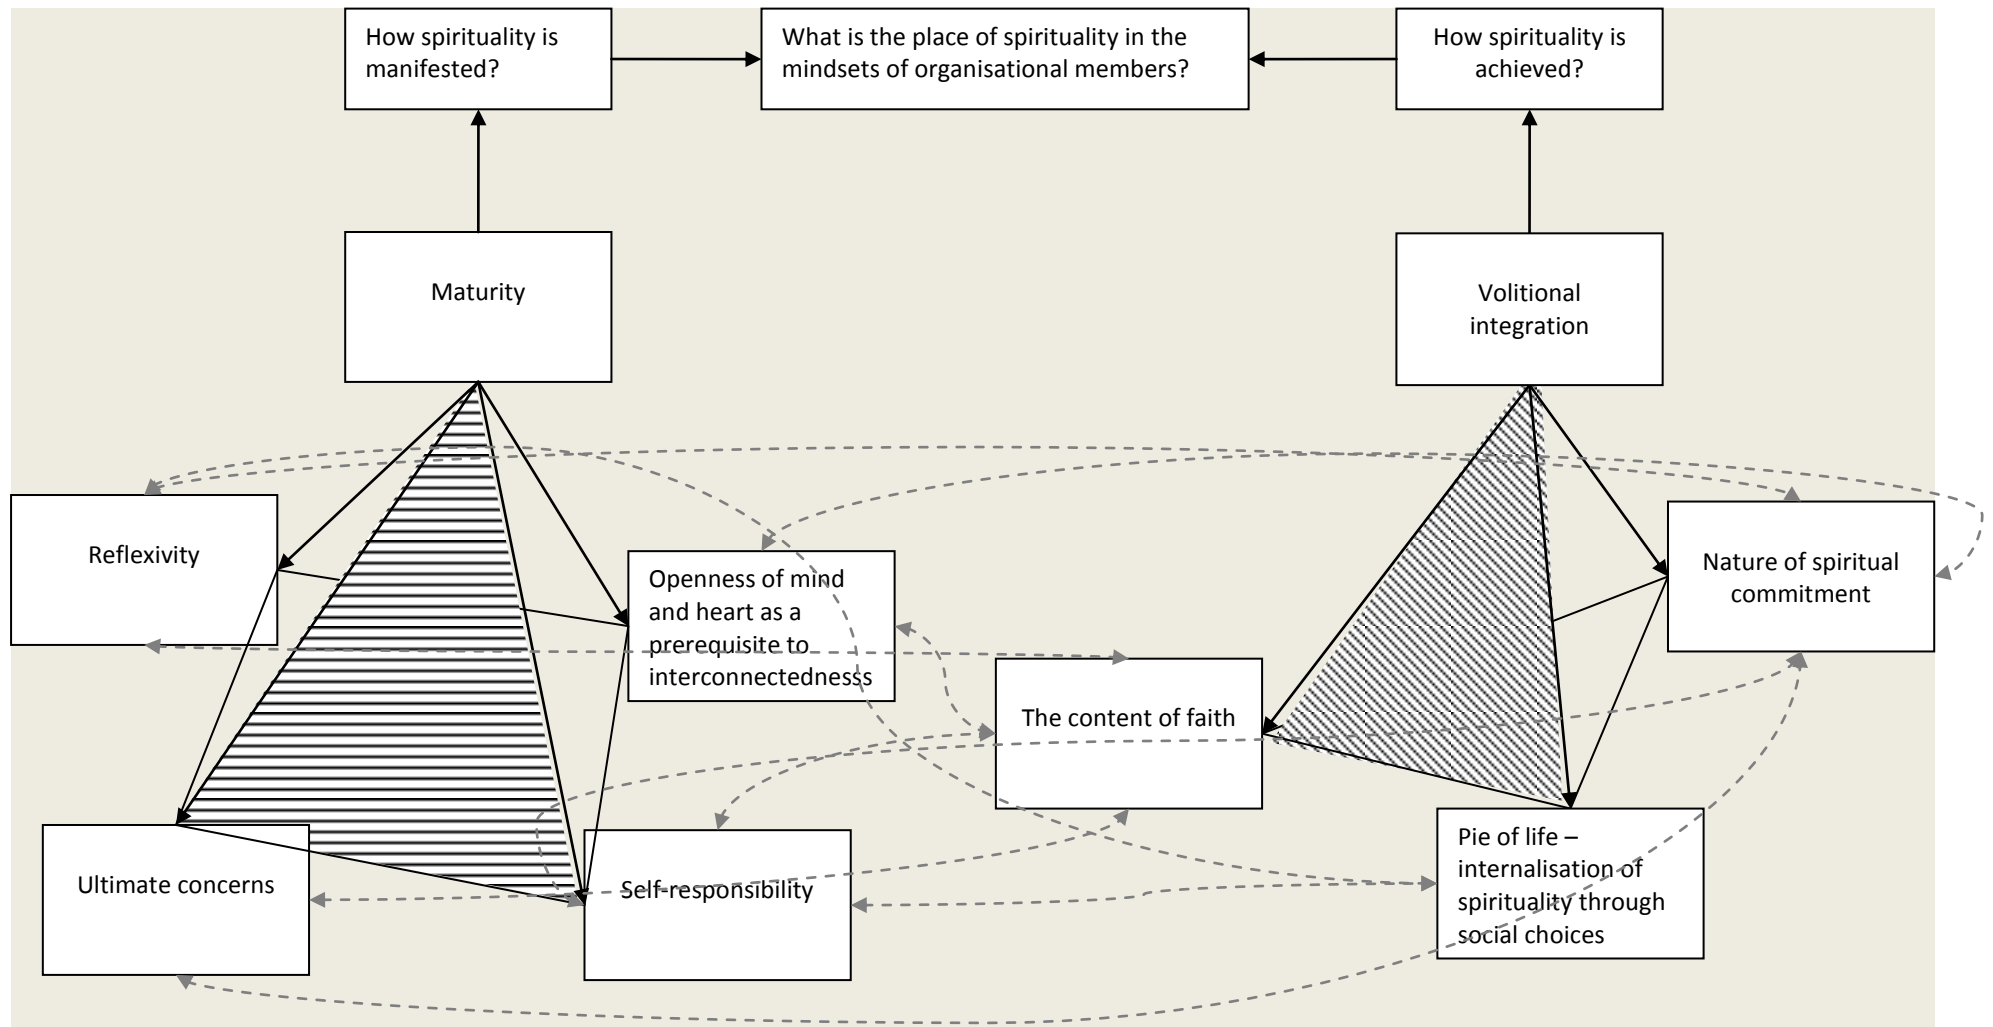 How spirituality is
manifested?
What is the place of spirituality in the
mindsets of organisational members?
How spirituality is
achieved?
Maturity
Volitional
integration
Reflexivity
Openness of mind
and heart as a
prerequisite to
interconnectednesss
Nature of spiritual
commitment
The content of faith
Ultimate concerns
Self-responsibility
Pie of life –
internalisation of
spirituality through
social choices